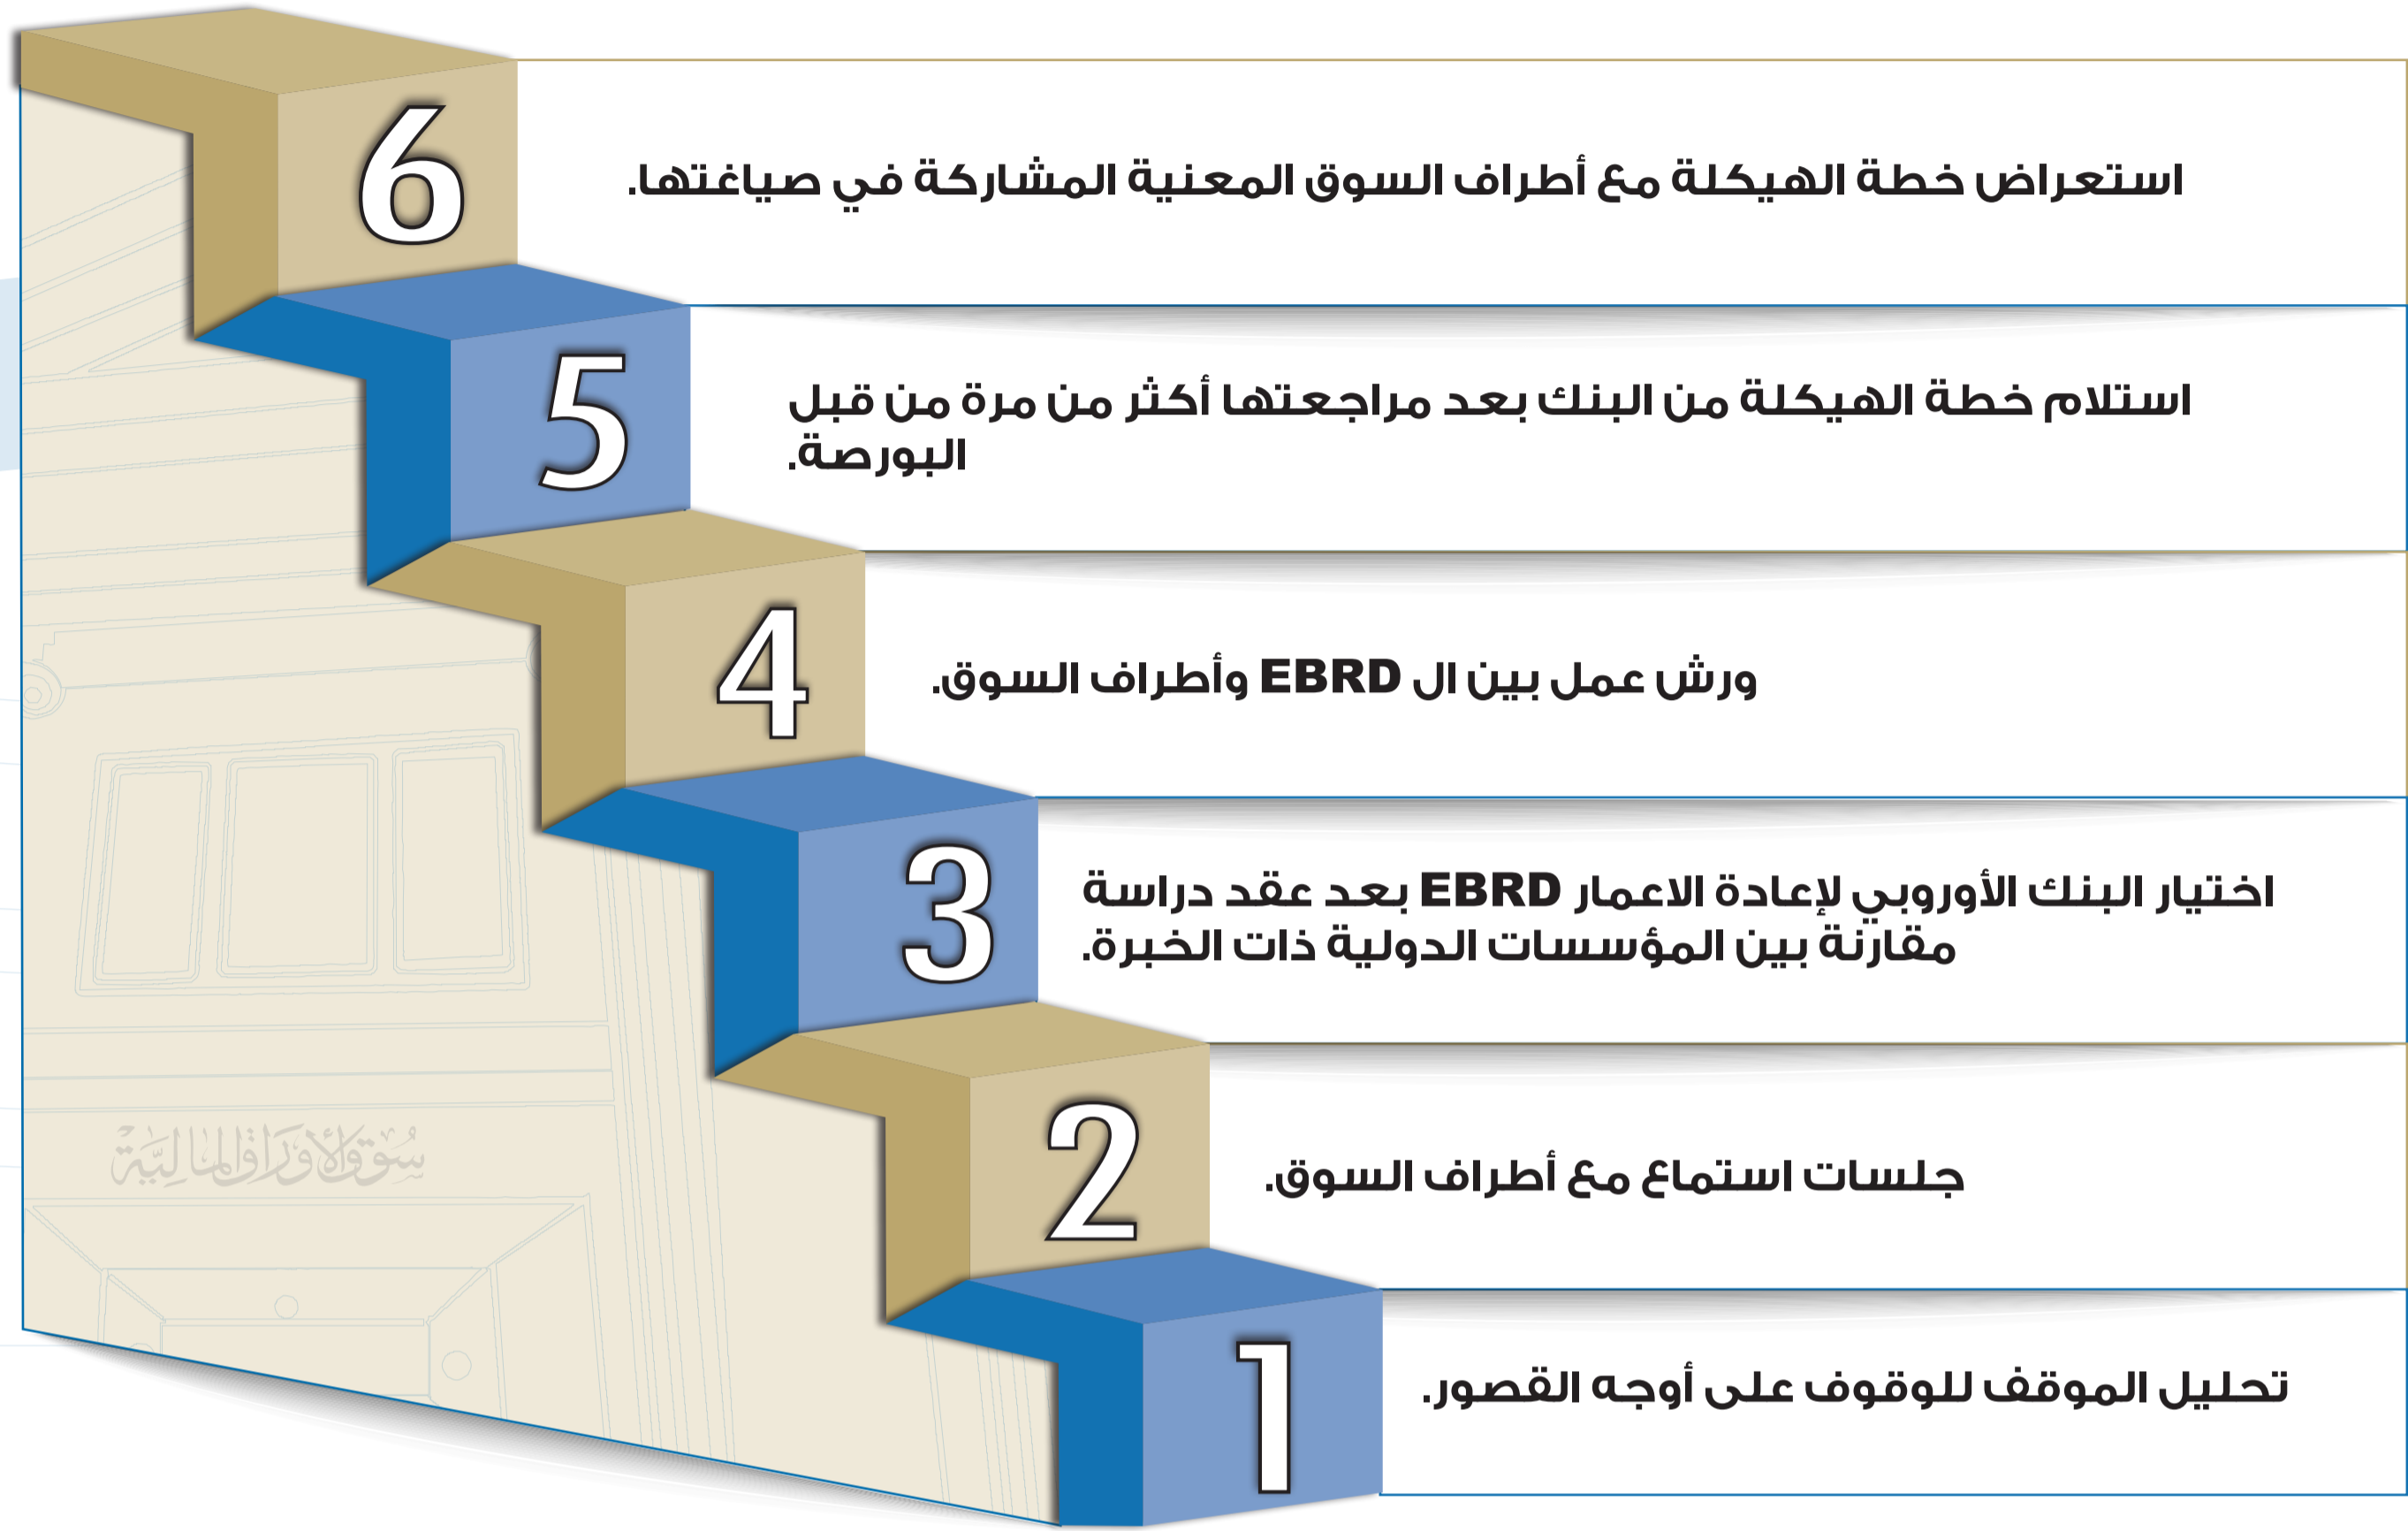 6
استعراض خطة الهيكلة مع أطراف السوق المعنية المشاركة في صياغتها.
5
استلام خطة الهيكلة من البنك بعد مراجعتها أكثر من مرة من قبل
البورصة.
4
ورش عمل بين ال EBRD وأطراف السوق.
3
اختيار البنك الأوروبي لإعادة الاعمار EBRD بعد عقد دراسة
مقارنة بين المؤسسات الدولية ذات الخبرة.
2
جلسات استماع مع أطراف السوق.
سوق الأوراق المالية
1
تحليل الموقف للوقوف على أوجه القصور.